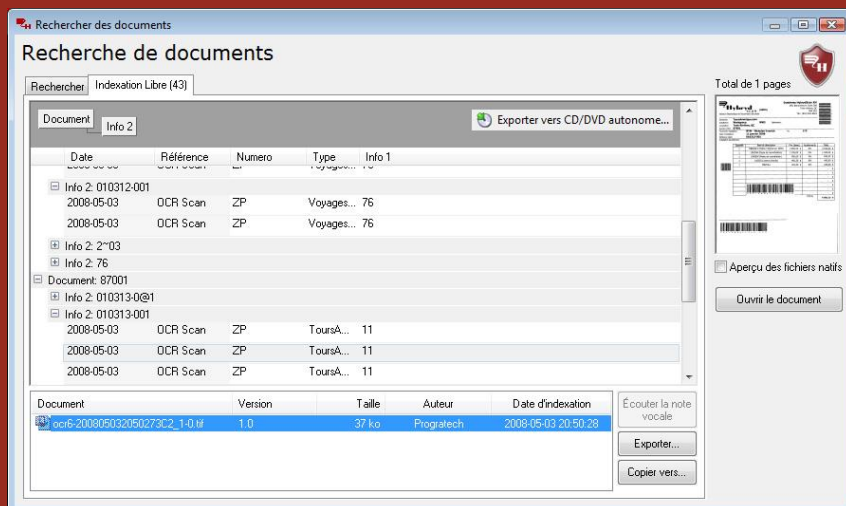 Rechercher des documents
Recherche de documents
Rechercher
Indexation Libre (43)
Total de 1 pages
Document
Info 2
Exporter vers CD/DVD autonome...
Date Référence Numero Type Info 1
Info 2: 010312-001
2008-05-03 OCR Scan ZP Voyages... 76
2008-05-03 OCR Scan ZP Voyages... 76
Info 2: 2~03
Info 2: 76
Document: 87001
Info 2: 010313-0@1
Info 2: 010313-001
2008-05-03 OCR Scan ZP ToursA... 11
2008-05-03 OCR Scan ZP ToursA... 11
2008-05-03 OCR Scan ZP ToursA... 11
Aperçu des fichiers natifs
Ouvrir le document
Document Version Taille Auteur Date d'indexation
ocr6-200805032050273C2_1-0.tif 1.0 37 ko Progratech 2008-05-03 20:50:28
Écouter la note
vocale
Exporter...
Copier vers...